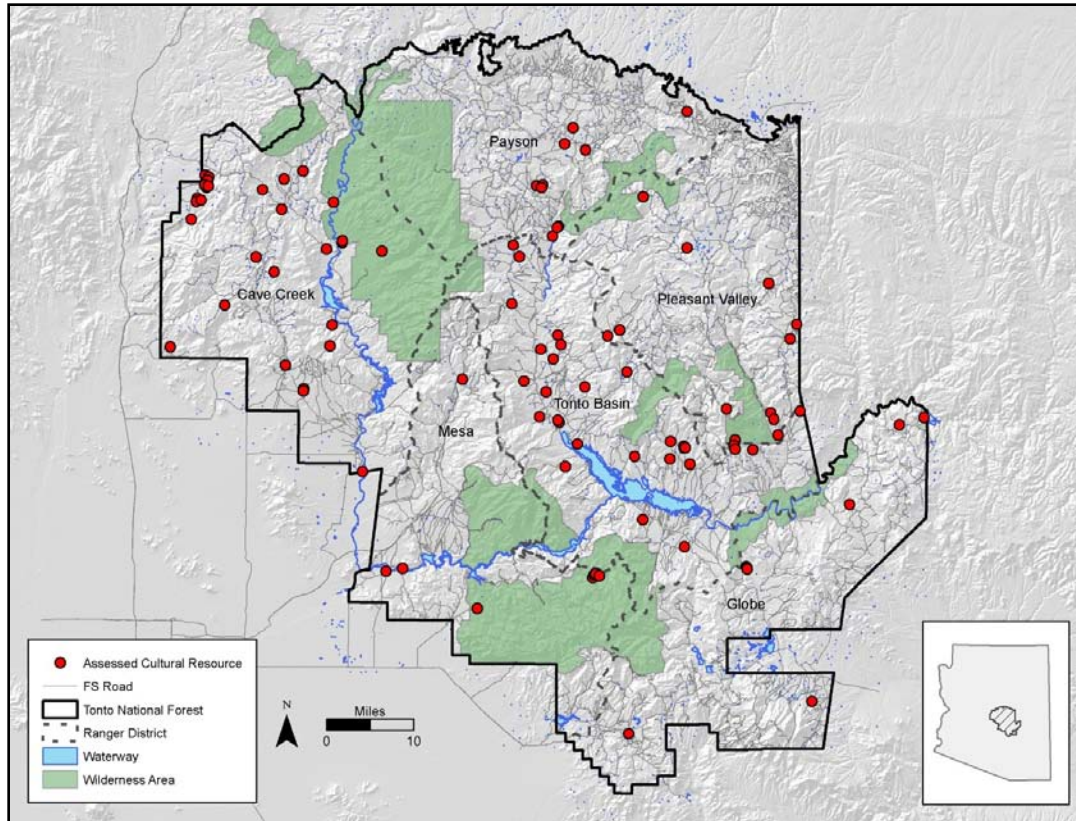 Payson
Pleasant Valley
Cave Creek
Tonto Basin
Mesa
Globe
Assessed Cultural Resource
FS Road
Tonto National Forest
Ranger District
Waterway
Wilderness Area
N
Miles
0 10